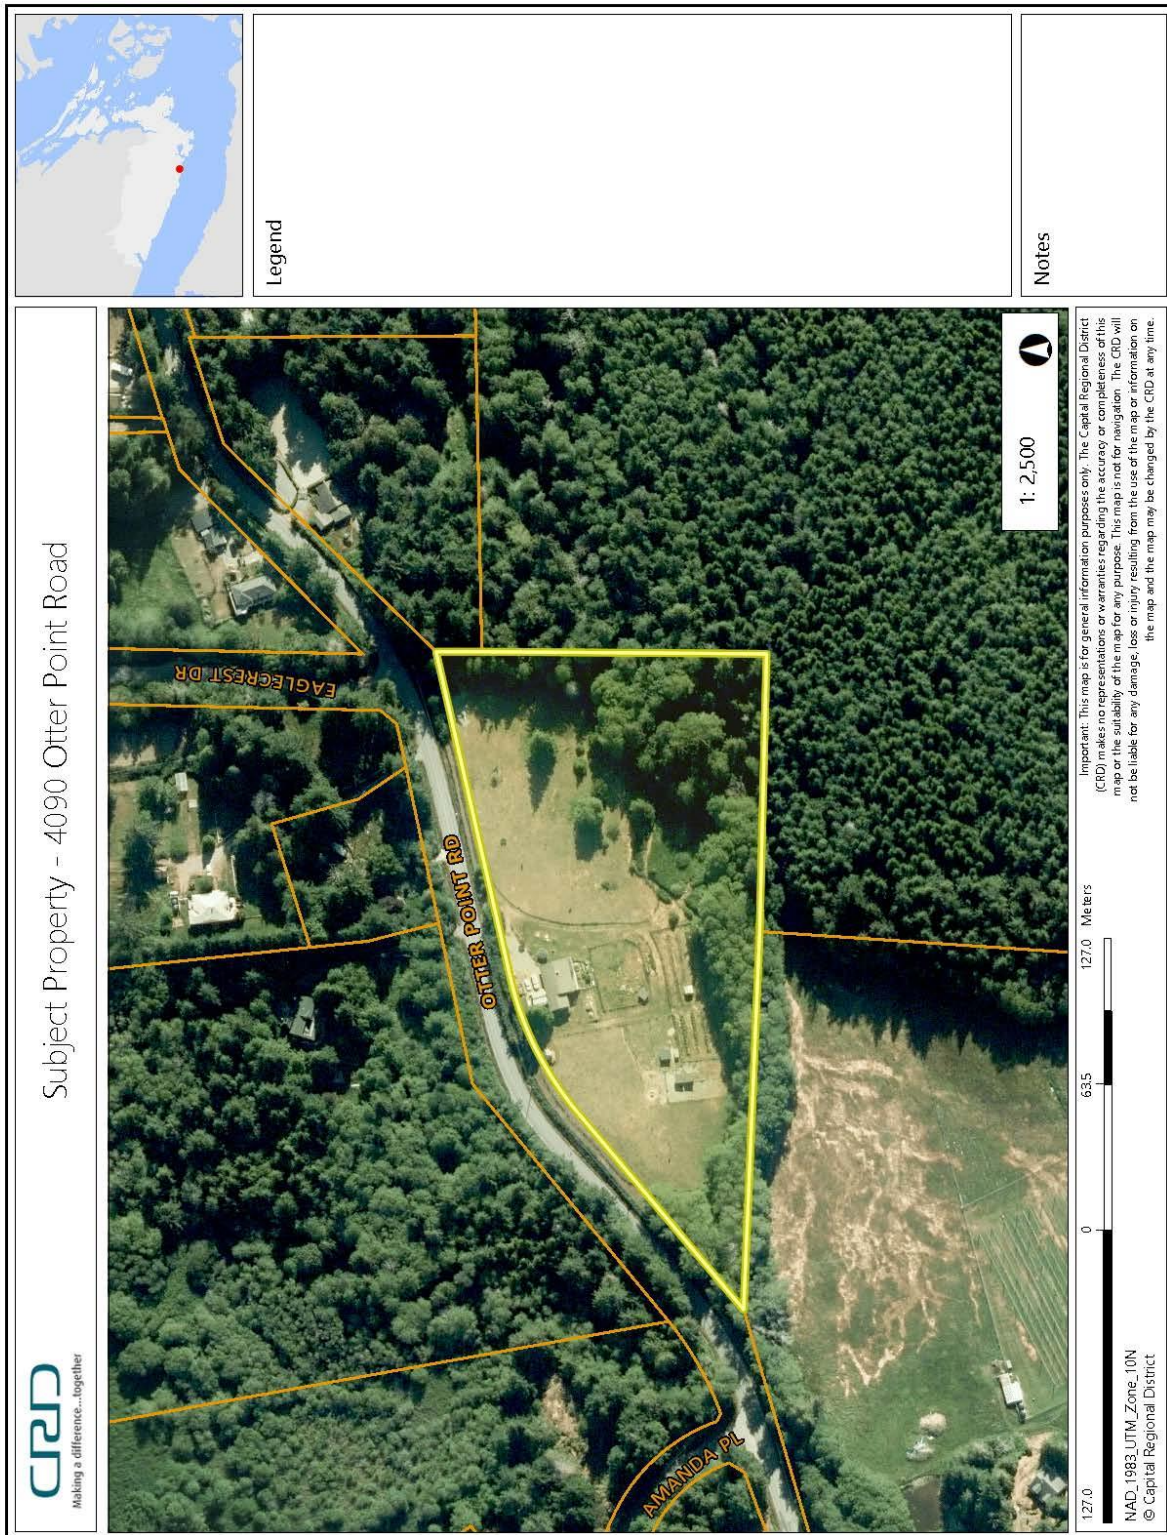 CRD
Making a difference...together
Subject Property - 4090 Otter Point Road
EAGLECREST DR
OTTER POINT RD
AMANDA PL
1: 2,500
Legend
Notes
127.0
0
63.5
127.0 Meters
NAD_1983_UTM_Zone_10N
© Capital Regional District
Important: This map is for general information purposes only. The Capital Regional District
(CRD) makes no representations or warranties regarding the accuracy or completeness of this
map or the suitability of the map for any purpose. This map is not for navigation. The CRD will
not be liable for any damage, loss or injury resulting from the use of the map or information on
the map and the map may be changed by the CRD at any time.